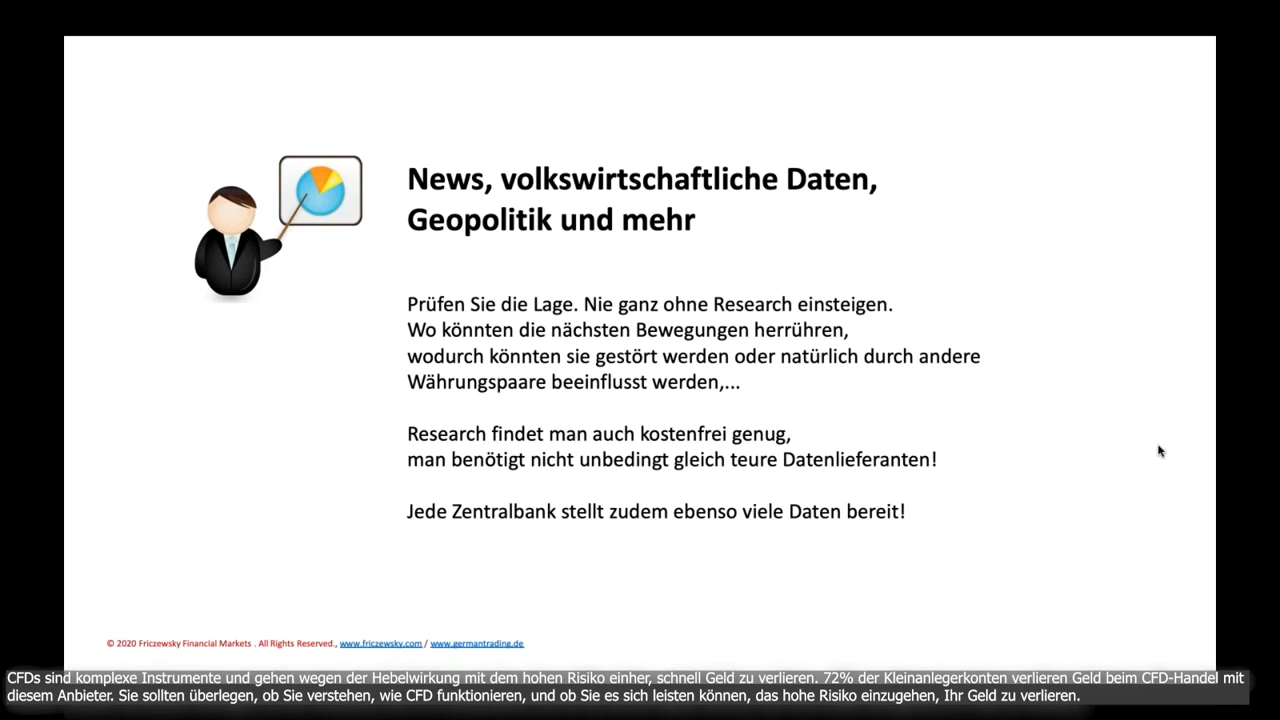 News, volkswirtschaftliche Daten,
Geopolitik und mehr
Prüfen Sie die Lage. Nie ganz ohne Research einsteigen.
Wo könnten die nächsten Bewegungen herrühren,
wodurch könnten sie gestört werden oder natürlich durch andere
Währungspaare beeinflusst werden,...
Research findet man auch kostenfrei genug,
man benötigt nicht unbedingt gleich teure Datenlieferanten!
Jede Zentralbank stellt zudem ebenso viele Daten bereit!
© 2020 Friczewsky Financial Markets . All Rights Reserved., www.friczewsky.com / www.germantrading.de
CFDs sind komplexe Instrumente und gehen wegen der Hebelwirkung mit dem hohen Risiko einher, schnell Geld zu verlieren. 72% der Kleinanlegerkonten verlieren Geld beim CFD-Handel mit
diesem Anbieter. Sie sollten überlegen, ob Sie verstehen, wie CFD funktionieren, und ob Sie es sich leisten können, das hohe Risiko einzugehen, Ihr Geld zu verlieren.